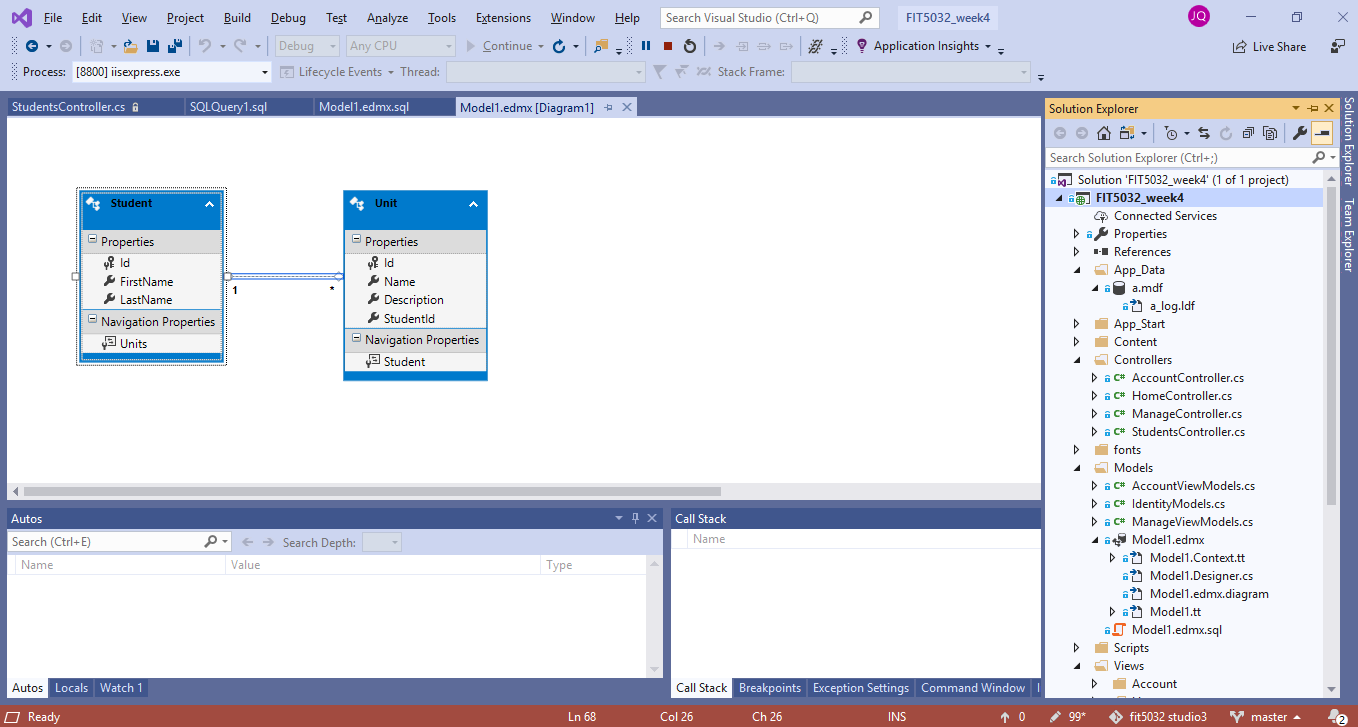 File Edit View Project Build Debug Test Analyze Tools Extensions Window Help Search Visual Studio (Ctrl+Q) FIT5032_week4 JQ
Debug Any CPU Continue Application Insights Live Share
Process: [8800] iisexpress.exe Lifecycle Events Thread: Stack Frame:
StudentsController.cs SQLQuery1.sql Model1.edmx.sql Model1.edmx [Diagram1]
Student
Properties
Id
FirstName
LastName
Navigation Properties
Units
1 *
Unit
Properties
Id
Name
Description
StudentId
Navigation Properties
Student
Solution Explorer
Search Solution Explorer (Ctrl+;)
Solution 'FIT5032_week4' (1 of 1 project)
FIT5032_week4
Connected Services
Properties
References
App_Data
a.mdf
a_log.ldf
App_Start
Content
Controllers
C# AccountController.cs
C# HomeController.cs
C# ManageController.cs
C# StudentsController.cs
fonts
Models
C# AccountViewModels.cs
C# IdentityModels.cs
C# ManageViewModels.cs
Model1.edmx
Model1.Context.tt
Model1.Designer.cs
Model1.edmx.diagram
Model1.tt
Model1.edmx.sql
Scripts
Views
Account
Solution Explorer
Team Explorer
Autos
Search (Ctrl+E) Search Depth:
Name Value Type
Autos Locals Watch 1
Call Stack
Name
Call Stack Breakpoints Exception Settings Command Window
Ready Ln 68 Col 26 Ch 26 INS 0 99* fit5032 studio3 master 2